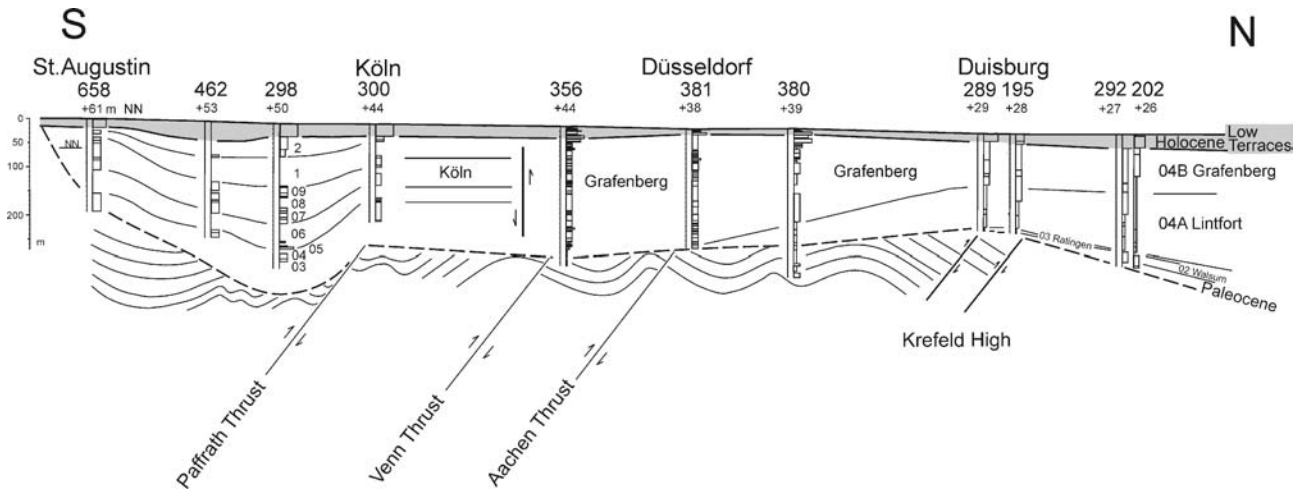 S N
St.Augustin Köln Düsseldorf Duisburg
658 462 298 300 356 381 380 289 195 292 202
+61 m NN +53 +50 +44 +44 +38 +39 +29 +28 +27 +26
0
50
100
200
m
NN
2
1
09
08
07
06
05
04
03
Köln
Grafenberg
Grafenberg
Holocene
Low
Terraces
04B Grafenberg
04A Lintfort
03 Ratingen
02 Walsum
Paleocene
Krefeld High
Paffrath Thrust
Venn Thrust
Aachen Thrust